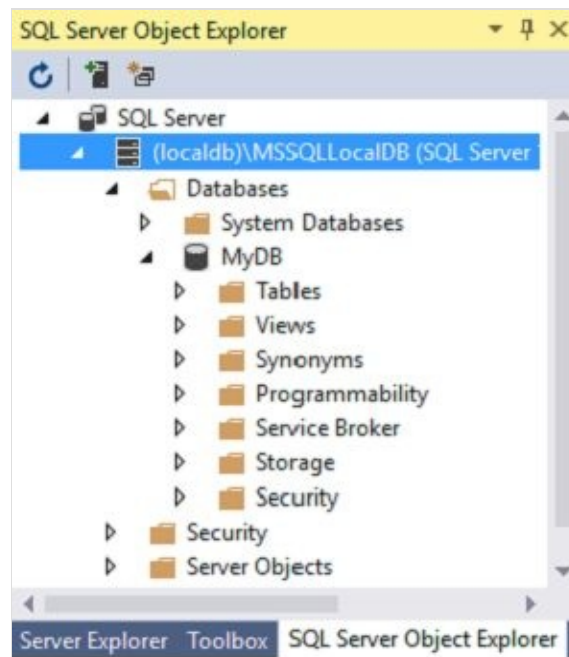 SQL Server Object Explorer
SQL Server
(localdb)\MSSQLLocalDB (SQL Server
Databases
System Databases
MyDB
Tables
Views
Synonyms
Programmability
Service Broker
Storage
Security
Security
Server Objects
Server Explorer Toolbox SQL Server Object Explorer